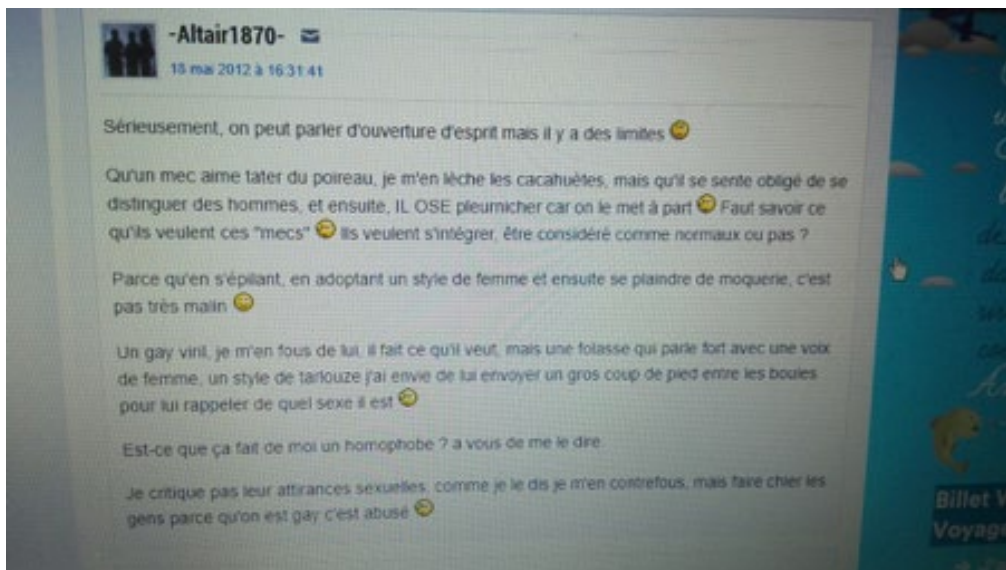 -Altair1870-
18 mai 2012 à 16:31:41
Sérieusement, on peut parler d'ouverture d'esprit mais il y a des limites
Qu'un mec aime tater du poireau, je m'en lèche les cacahuètes, mais qu'il se sente obligé de se
distinguer des hommes, et ensuite, IL OSE pleurnicher car on le met à part Faut savoir ce
qu'ils veulent ces "mecs" Ils veulent s'intégrer, être considéré comme normaux ou pas ?
Parce qu'en s'épilant, en adoptant un style de femme et ensuite se plaindre de moquerie, c'est
pas très malin
Un gay viril, je m'en fous de lui, il fait ce qu'il veut, mais une folasse qui parle fort avec une voix
de femme, un style de tarlouze j'ai envie de lui envoyer un gros coup de pied entre les boules
pour lui rappeler de quel sexe il est
Est-ce que ça fait de moi un homophobe ? a vous de me le dire
Je critique pas leur attirances sexuelles, comme je le dis je m'en contrefous, mais faire chier les
gens parce qu'on est gay c'est abusé
Billet
Voyag